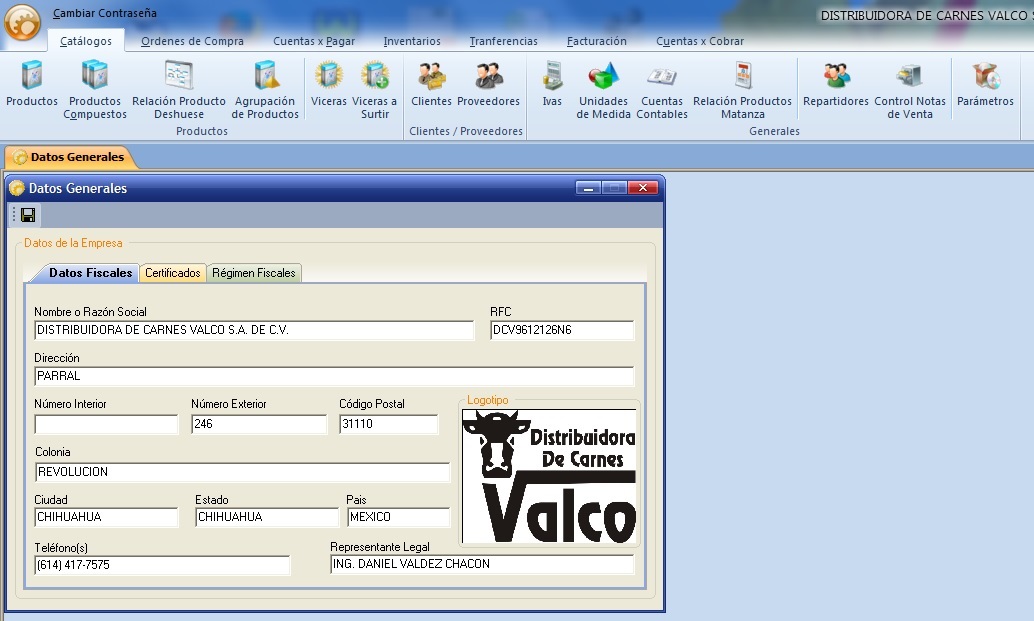 Cambiar Contraseña
DISTRIBUIDORA DE CARNES VALCO S
Catálogos Ordenes de Compra Cuentas x Pagar Inventarios Tranferencias Facturación Cuentas x Cobrar
Productos Productos Compuestos Relación Producto Deshuese Agrupación de Productos Viceras Viceras a Surtir Clientes Proveedores Ivas Unidades de Medida Cuentas Contables Relación Productos Matanza Repartidores Control Notas de Venta Parámetros
Productos Clientes / Proveedores Generales
Datos Generales
Datos Generales
Datos de la Empresa
Datos Fiscales Certificados Régimen Fiscales
Nombre o Razón Social RFC
DISTRIBUIDORA DE CARNES VALCO S.A. DE C.V. DCV9612126N6
Dirección
PARRAL
Número Interior Número Exterior Código Postal Logotipo
246 31110
Distribuidora
De Carnes
Valco
Colonia
REVOLUCION
Ciudad Estado Pais
CHIHUAHUA CHIHUAHUA MEXICO
Teléfono(s) Representante Legal
(614) 417-7575 ING. DANIEL VALDEZ CHACON